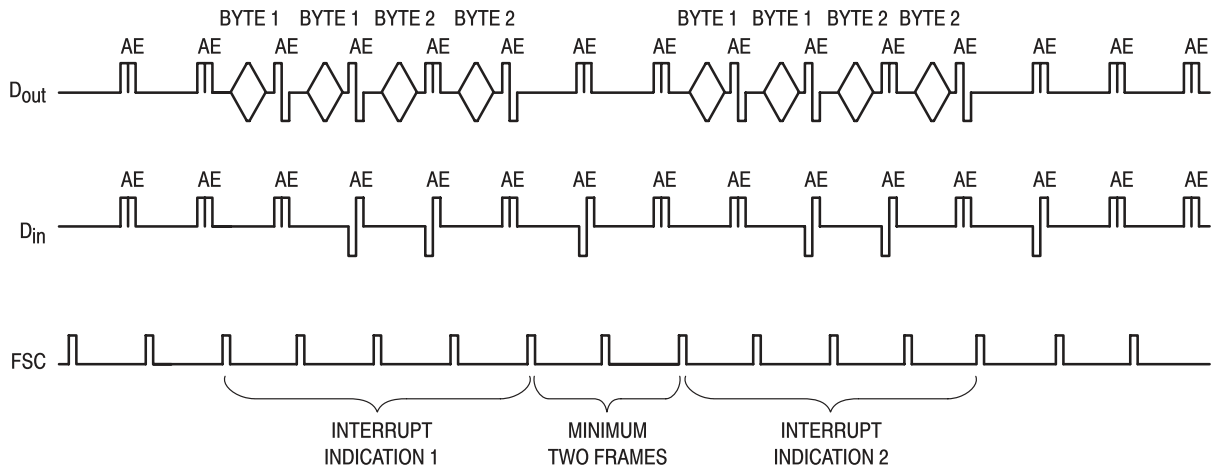 BYTE 1 BYTE 1 BYTE 2 BYTE 2 BYTE 1 BYTE 1 BYTE 2 BYTE 2
AE AE AE AE AE AE AE AE AE AE AE AE AE AE AE
Dout
AE AE AE AE AE AE AE AE AE AE AE AE AE AE AE
Din
FSC
INTERRUPT INDICATION 1
MINIMUM TWO FRAMES
INTERRUPT INDICATION 2